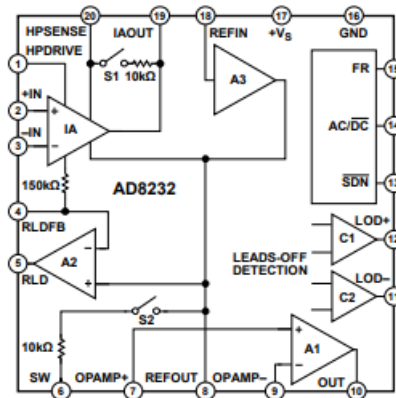 20 19 18 17 16
HPSENSE IAOUT REFIN +VS GND
HPDRIVE
1
S1 10kΩ
FR 15
A3
+IN
2
+ IA
AC/DC 14
–IN
3
–
150kΩ
AD8232
SDN 13
4
RLDFB
LOD+
– C1 12
A2
5
RLD
LEADS-OFF
DETECTION
LOD–
+ C2 11
S2
10kΩ
+ A1
–
SW OPAMP+ REFOUT OPAMP– OUT
6 7 8 9 10